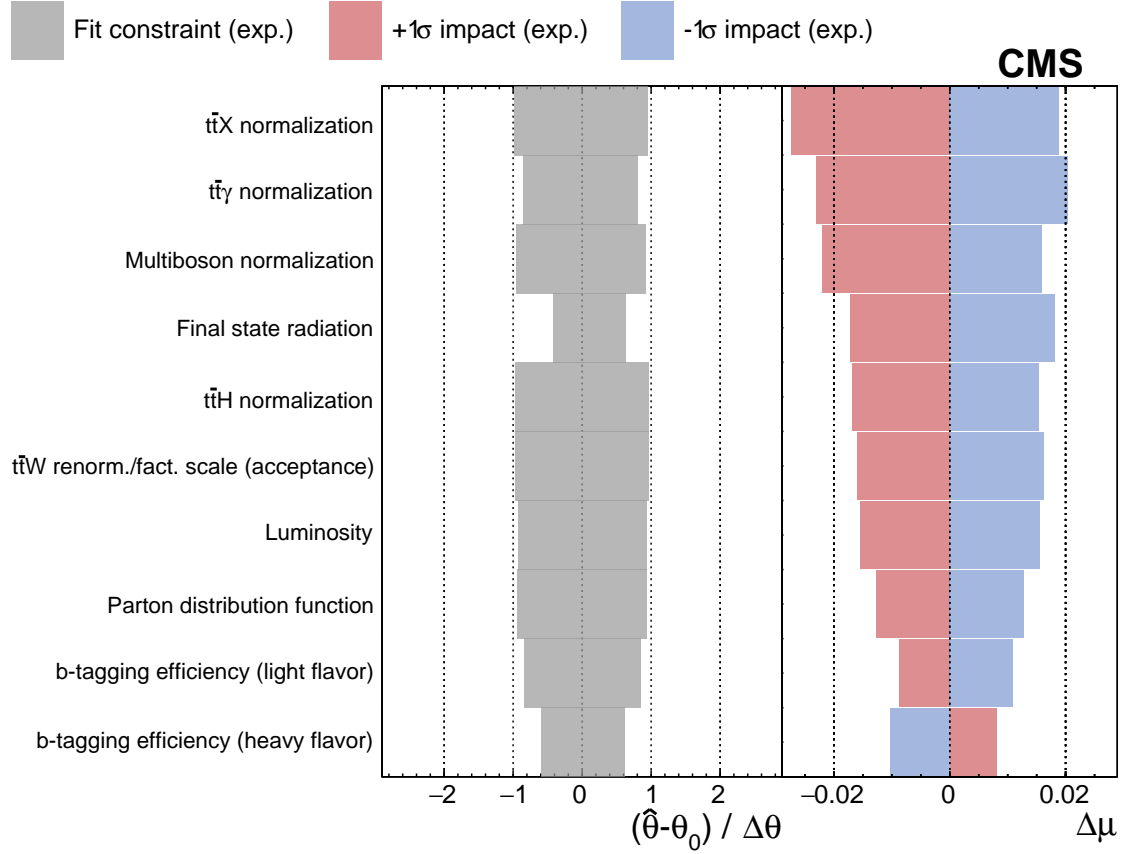 Fit constraint (exp.) +1σ impact (exp.) -1σ impact (exp.)
CMS
tt̄X normalization
tt̄γ normalization
Multiboson normalization
Final state radiation
tt̄H normalization
tt̄W renorm./fact. scale (acceptance)
Luminosity
Parton distribution function
b-tagging efficiency (light flavor)
b-tagging efficiency (heavy flavor)
−2 −1 0 1 2 −0.02 0 0.02
(θ̂-θ₀) / Δθ Δμ